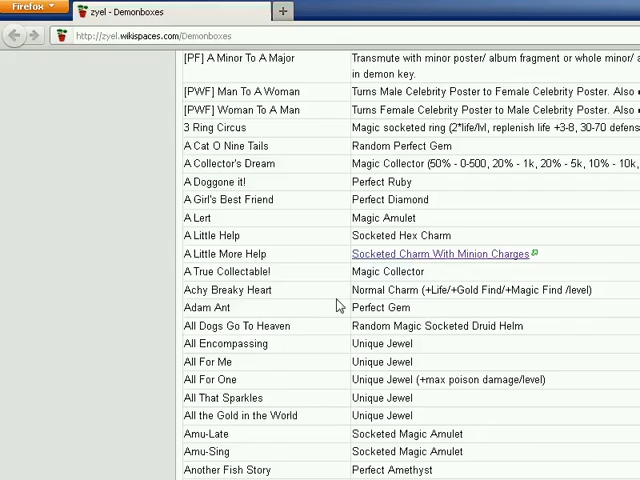 Firefox
zyel - Demonboxes
http://zyel.wikispaces.com/Demonboxes
[PF] A Minor To A Major Transmute with minor poster/ album fragment or whole minor/
in demon key.
[PWF] Man To A Woman Turns Male Celebrity Poster to Female Celebrity Poster. Also
[PWF] Woman To A Man Turns Female Celebrity Poster to Male Celebrity Poster. Also
3 Ring Circus Magic socketed ring (2*life/lvl, replenish life +3-8, 30-70 defens
A Cat O Nine Tails Random Perfect Gem
A Collector's Dream Magic Collector (50% - 0-500, 20% - 1k, 20% - 5k, 10% - 10k,
A Doggone it! Perfect Ruby
A Girl's Best Friend Perfect Diamond
A Lert Magic Amulet
A Little Help Socketed Hex Charm
A Little More Help Socketed Charm With Minion Charges
A True Collectable! Magic Collector
Achy Breaky Heart Normal Charm (+Life/+Gold Find/+Magic Find /level)
Adam Ant Perfect Gem
All Dogs Go To Heaven Random Magic Socketed Druid Helm
All Encompassing Unique Jewel
All For Me Unique Jewel
All For One Unique Jewel (+max poison damage/level)
All That Sparkles Unique Jewel
All the Gold in the World Unique Jewel
Amu-Late Socketed Magic Amulet
Amu-Sing Socketed Magic Amulet
Another Fish Story Perfect Amethyst